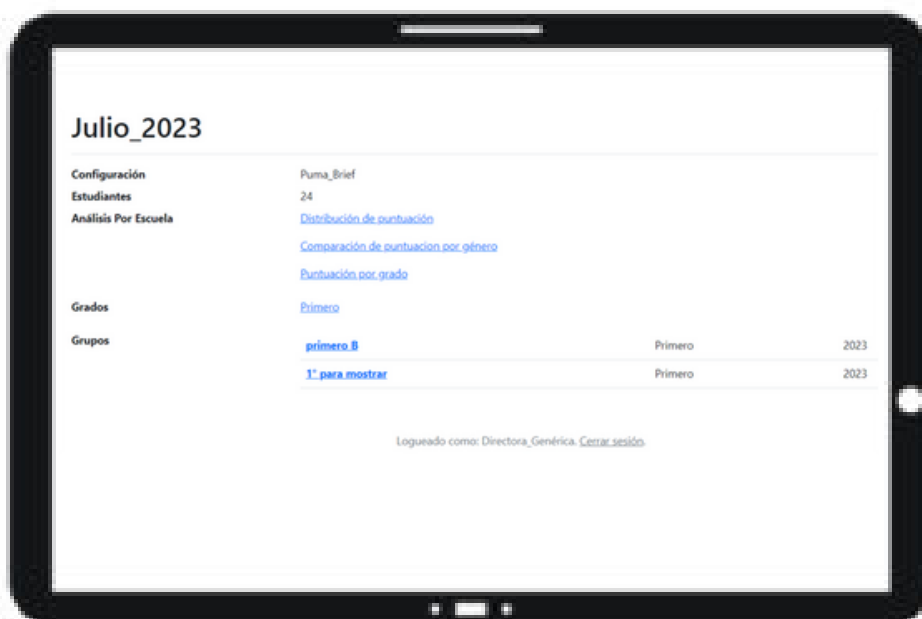 Julio_2023
Configuración Puma_Brief
Estudiantes 24
Análisis Por Escuela Distribución de puntuación
Comparación de puntuacion por género
Puntuación por grado
Grados Primero
Grupos primero B Primero 2023
1° para mostrar Primero 2023
Logueado como: Directora_Genérica. Cerrar sesión.